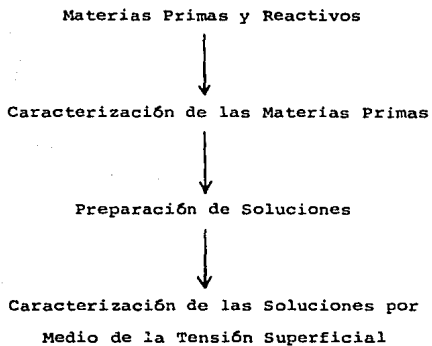 Materias Primas y Reactivos
Caracterización de las Materias Primas
Preparación de Soluciones
Caracterización de las Soluciones por
Medio de la Tensión Superficial